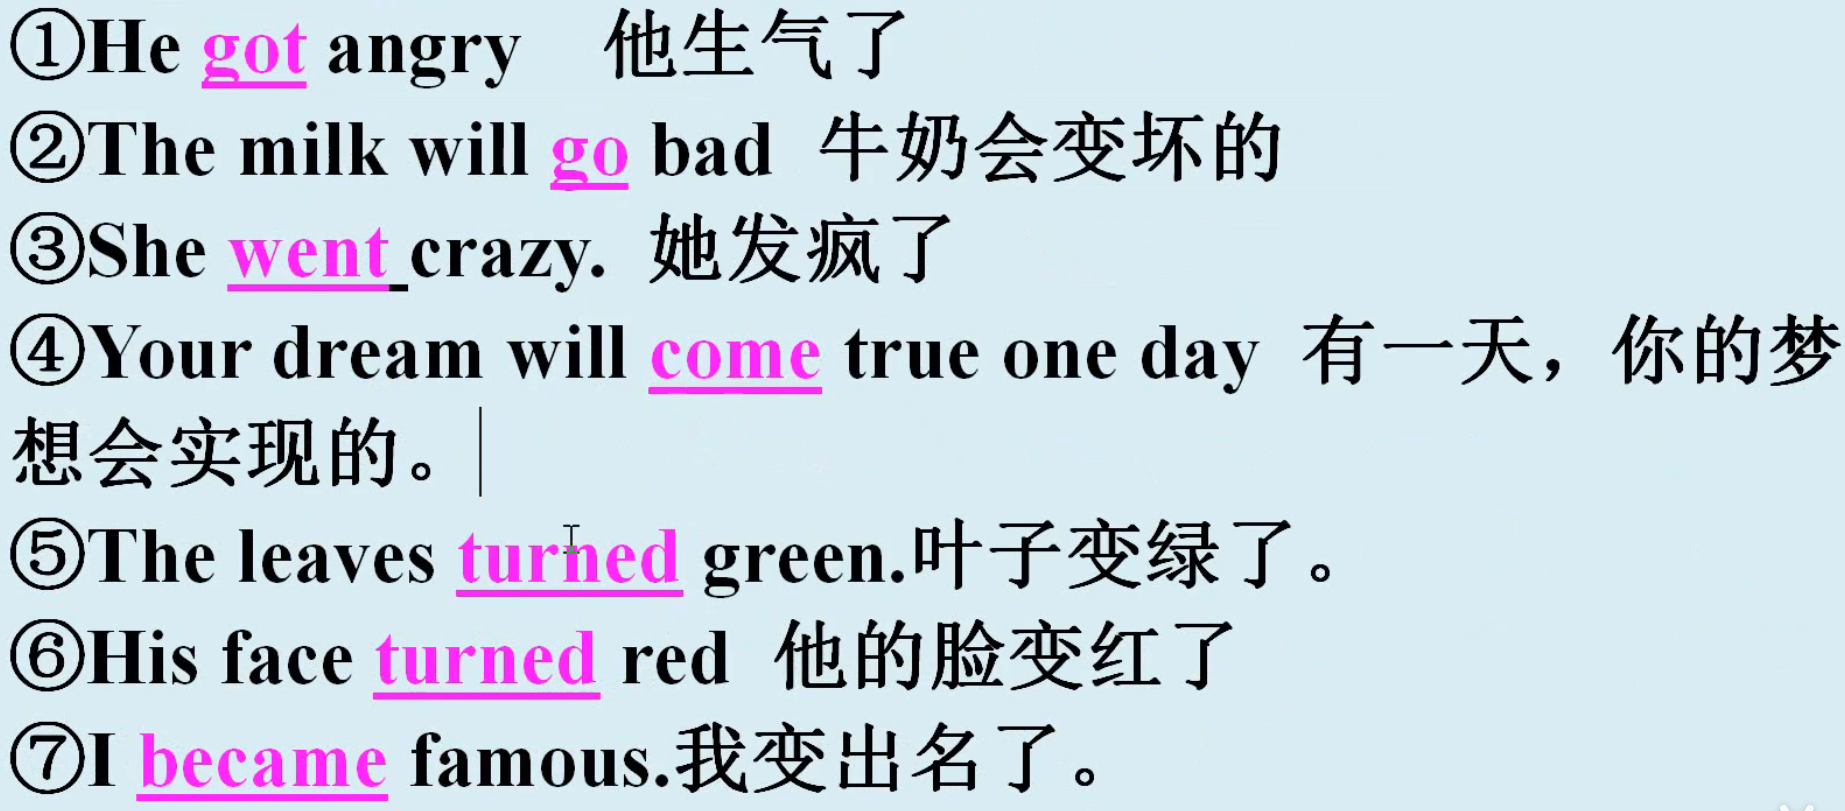 ①He got angry 他生气了
②The milk will go bad 牛奶会变坏的
③She went crazy. 她发疯了
④Your dream will come true one day 有一天，你的梦
想会实现的。
⑤The leaves turned green.叶子变绿了。
⑥His face turned red 他的脸变红了
⑦I became famous.我变出名了。